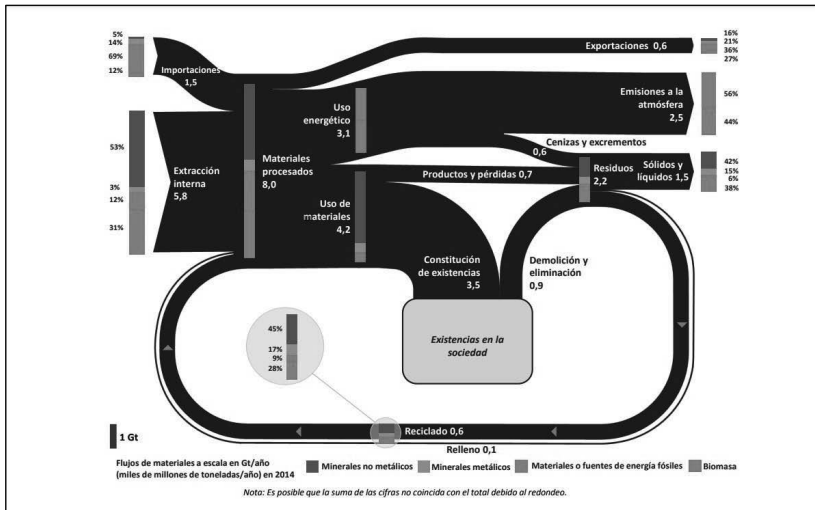 5%
14%
69%
12%
Importaciones
1,5
Exportaciones 0,6
16%
21%
36%
27%
53%
3%
12%
31%
Extracción
interna
5,8
Materiales
procesados
8,0
Uso
energético
3,1
Uso de
materiales
4,2
Emisiones a la
atmósfera
2,5
56%
44%
Cenizas y excrementos
0,6
Productos y pérdidas 0,7
Residuos
2,2
Sólidos y
líquidos 1,5
42%
15%
6%
38%
Constitución
de existencias
3,5
Demolición y
eliminación
0,9
Existencias en la
sociedad
45%
17%
9%
28%
Reciclado 0,6
Relleno 0,1
1 Gt
Flujos de materiales a escala en Gt/año
(miles de millones de toneladas/año) en 2014
Minerales no metálicos
Minerales metálicos
Materiales o fuentes de energía fósiles
Biomasa
Nota: Es posible que la suma de las cifras no coincida con el total debido al redondeo.